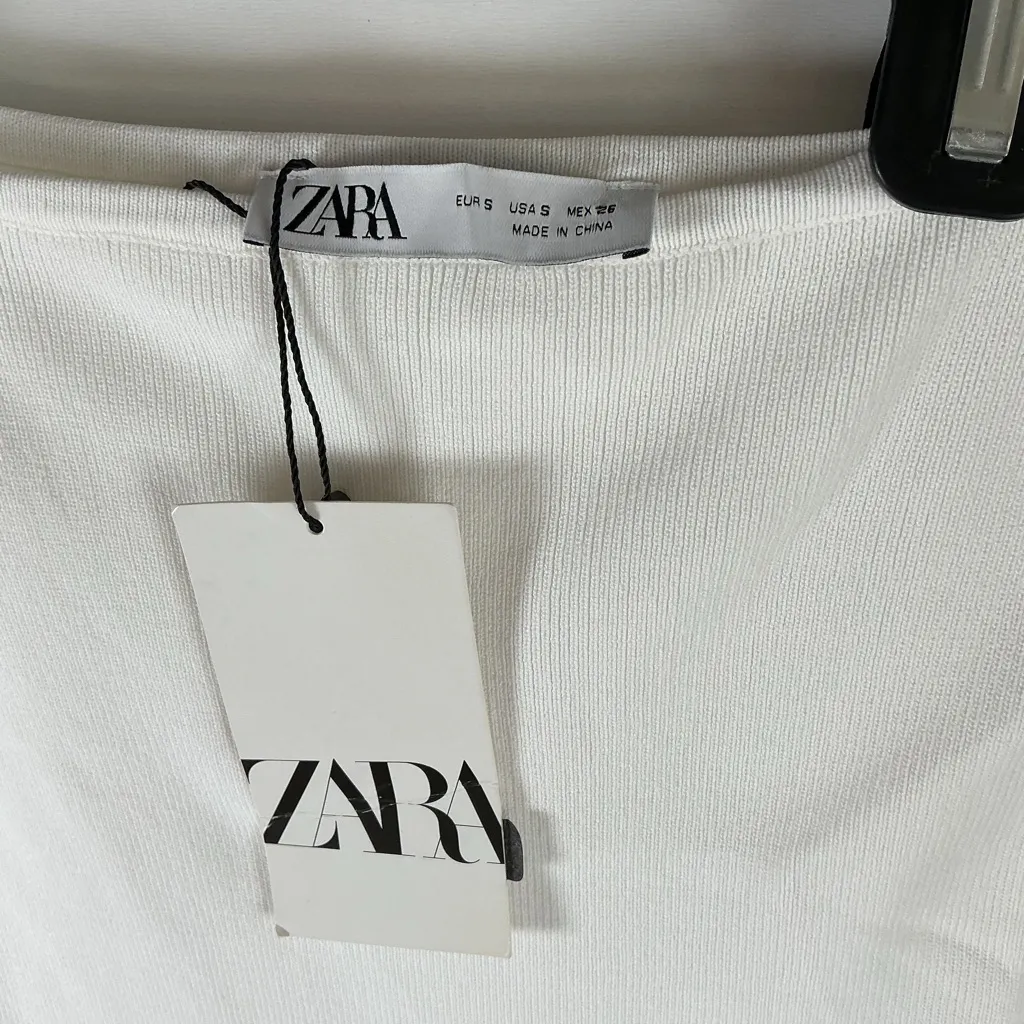 ZARA
EUR S USA S MEX 26
MADE IN CHINA
ZARA